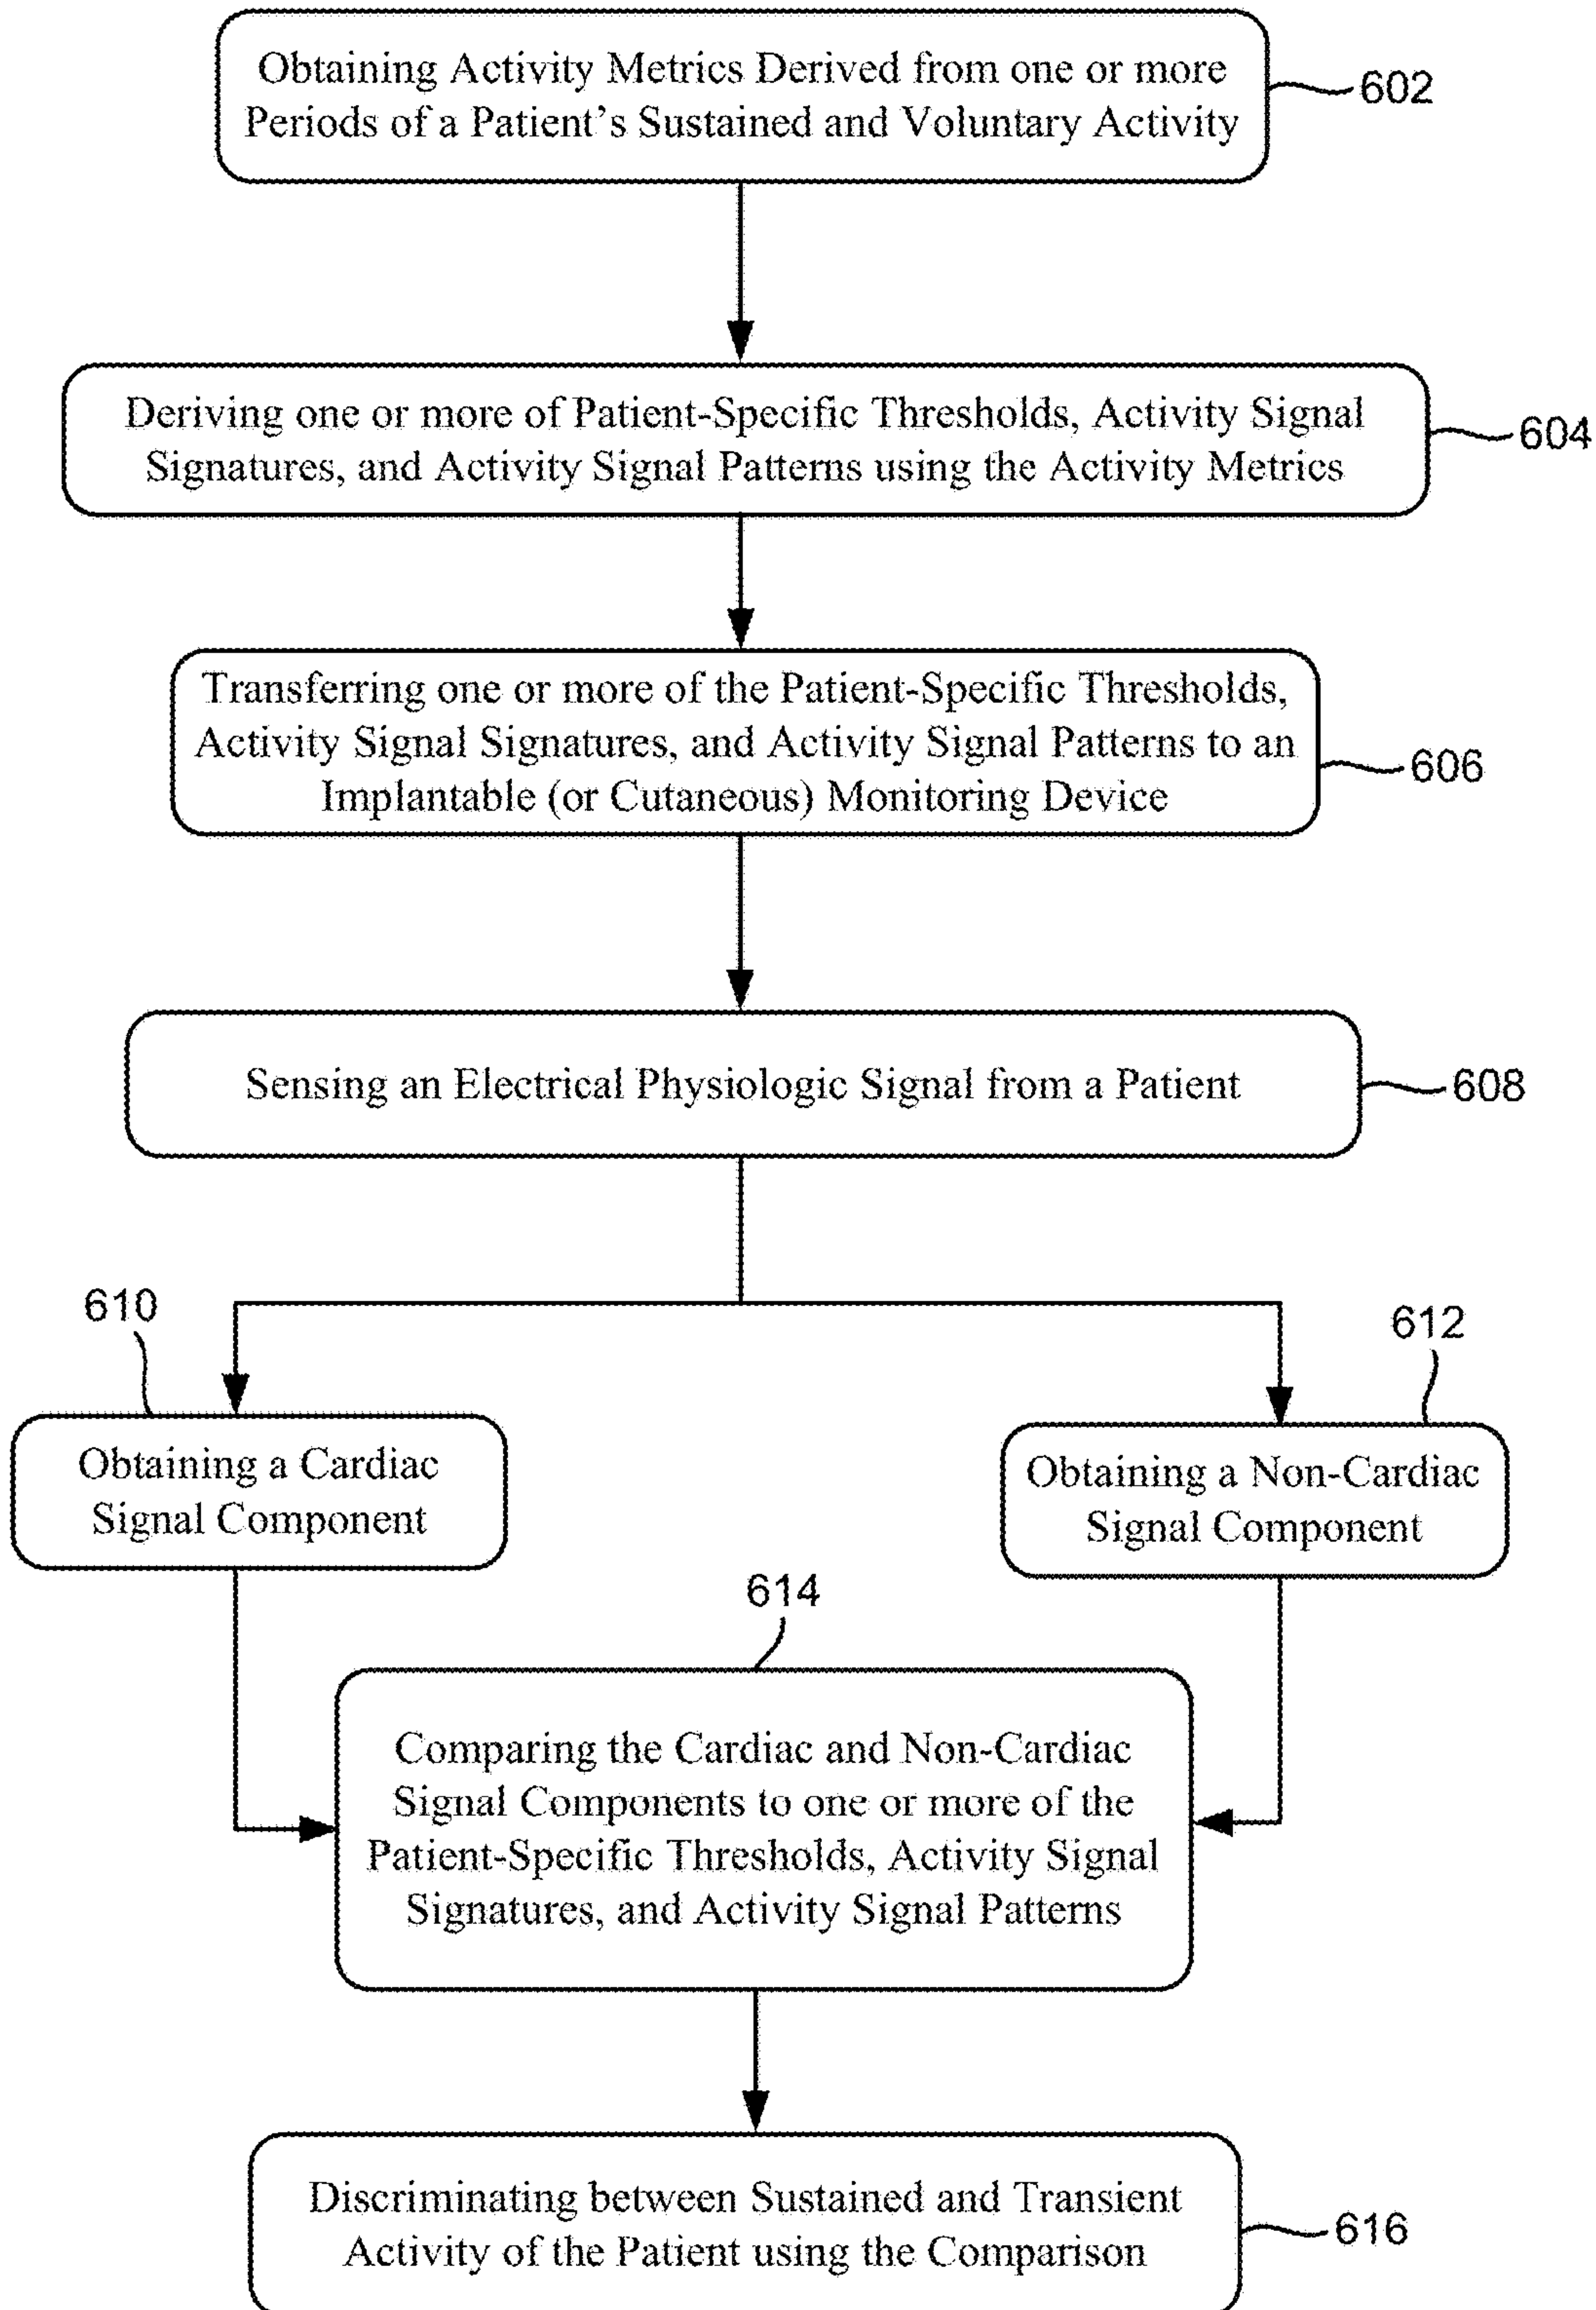 Obtaining Activity Metrics Derived from one or more
Periods of a Patient's Sustained and Voluntary Activity
602
Deriving one or more of Patient-Specific Thresholds, Activity Signal
Signatures, and Activity Signal Patterns using the Activity Metrics
604
Transferring one or more of the Patient-Specific Thresholds,
Activity Signal Signatures, and Activity Signal Patterns to an
Implantable (or Cutaneous) Monitoring Device
606
Sensing an Electrical Physiologic Signal from a Patient
608
610
612
Obtaining a Cardiac
Signal Component
Obtaining a Non-Cardiac
Signal Component
614
Comparing the Cardiac and Non-Cardiac
Signal Components to one or more of the
Patient-Specific Thresholds, Activity Signal
Signatures, and Activity Signal Patterns
Discriminating between Sustained and Transient
Activity of the Patient using the Comparison
616